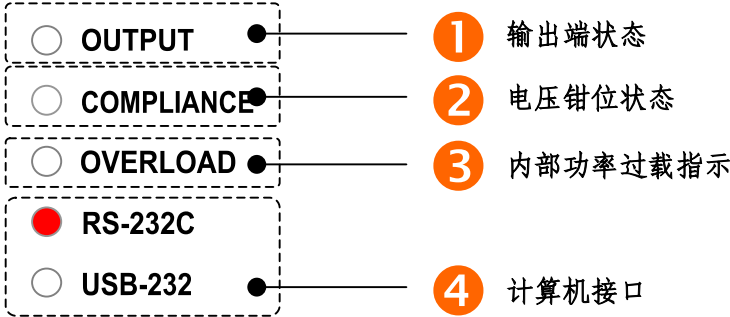 OUTPUT 1 输出端状态
COMPLIANCE 2 电压钳位状态
OVERLOAD 3 内部功率过载指示
RS-232C
USB-232 4 计算机接口